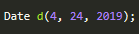 Date d(4, 24, 2019);